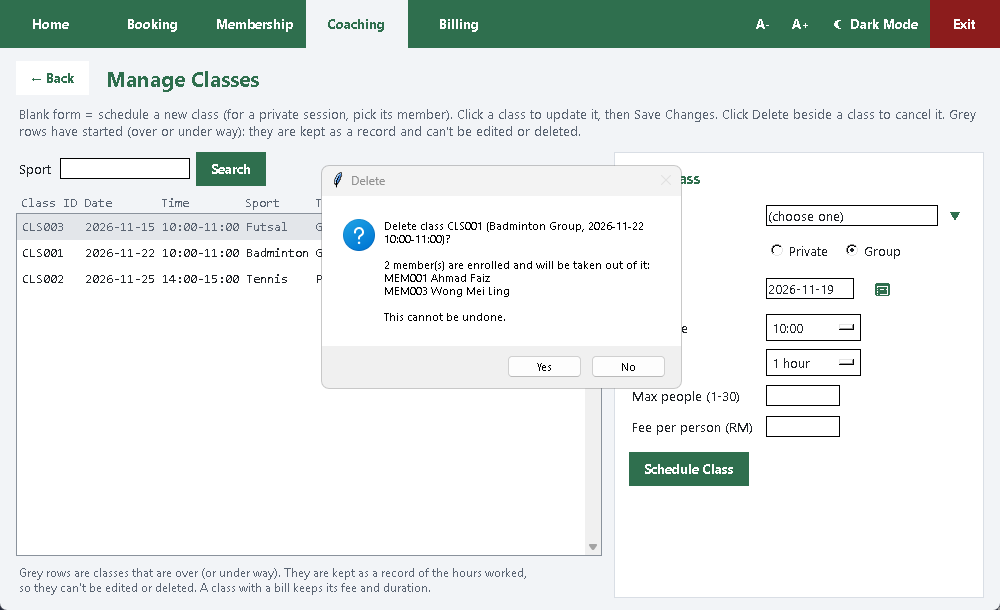 Home Booking Membership Coaching Billing A- A+ Dark Mode Exit
← Back Manage Classes
Blank form = schedule a new class (for a private session, pick its member). Click a class to update it, then Save Changes. Click Delete beside a class to cancel it. Grey
rows have started (over or under way): they are kept as a record and can't be edited or deleted.
Sport Search
Class ID Date Time Sport T
CLS003 2026-11-15 10:00-11:00 Futsal G
CLS001 2026-11-22 10:00-11:00 Badminton G
CLS002 2026-11-25 14:00-15:00 Tennis P
Delete
Delete class CLS001 (Badminton Group, 2026-11-22
10:00-11:00)?
2 member(s) are enrolled and will be taken out of it:
MEM001 Ahmad Faiz
MEM003 Wong Mei Ling
This cannot be undone.
Yes No
ass
(choose one)
Private Group
2026-11-19
e 10:00
1 hour
Max people (1-30)
Fee per person (RM)
Schedule Class
Grey rows are classes that are over (or under way). They are kept as a record of the hours worked,
so they can't be edited or deleted. A class with a bill keeps its fee and duration.